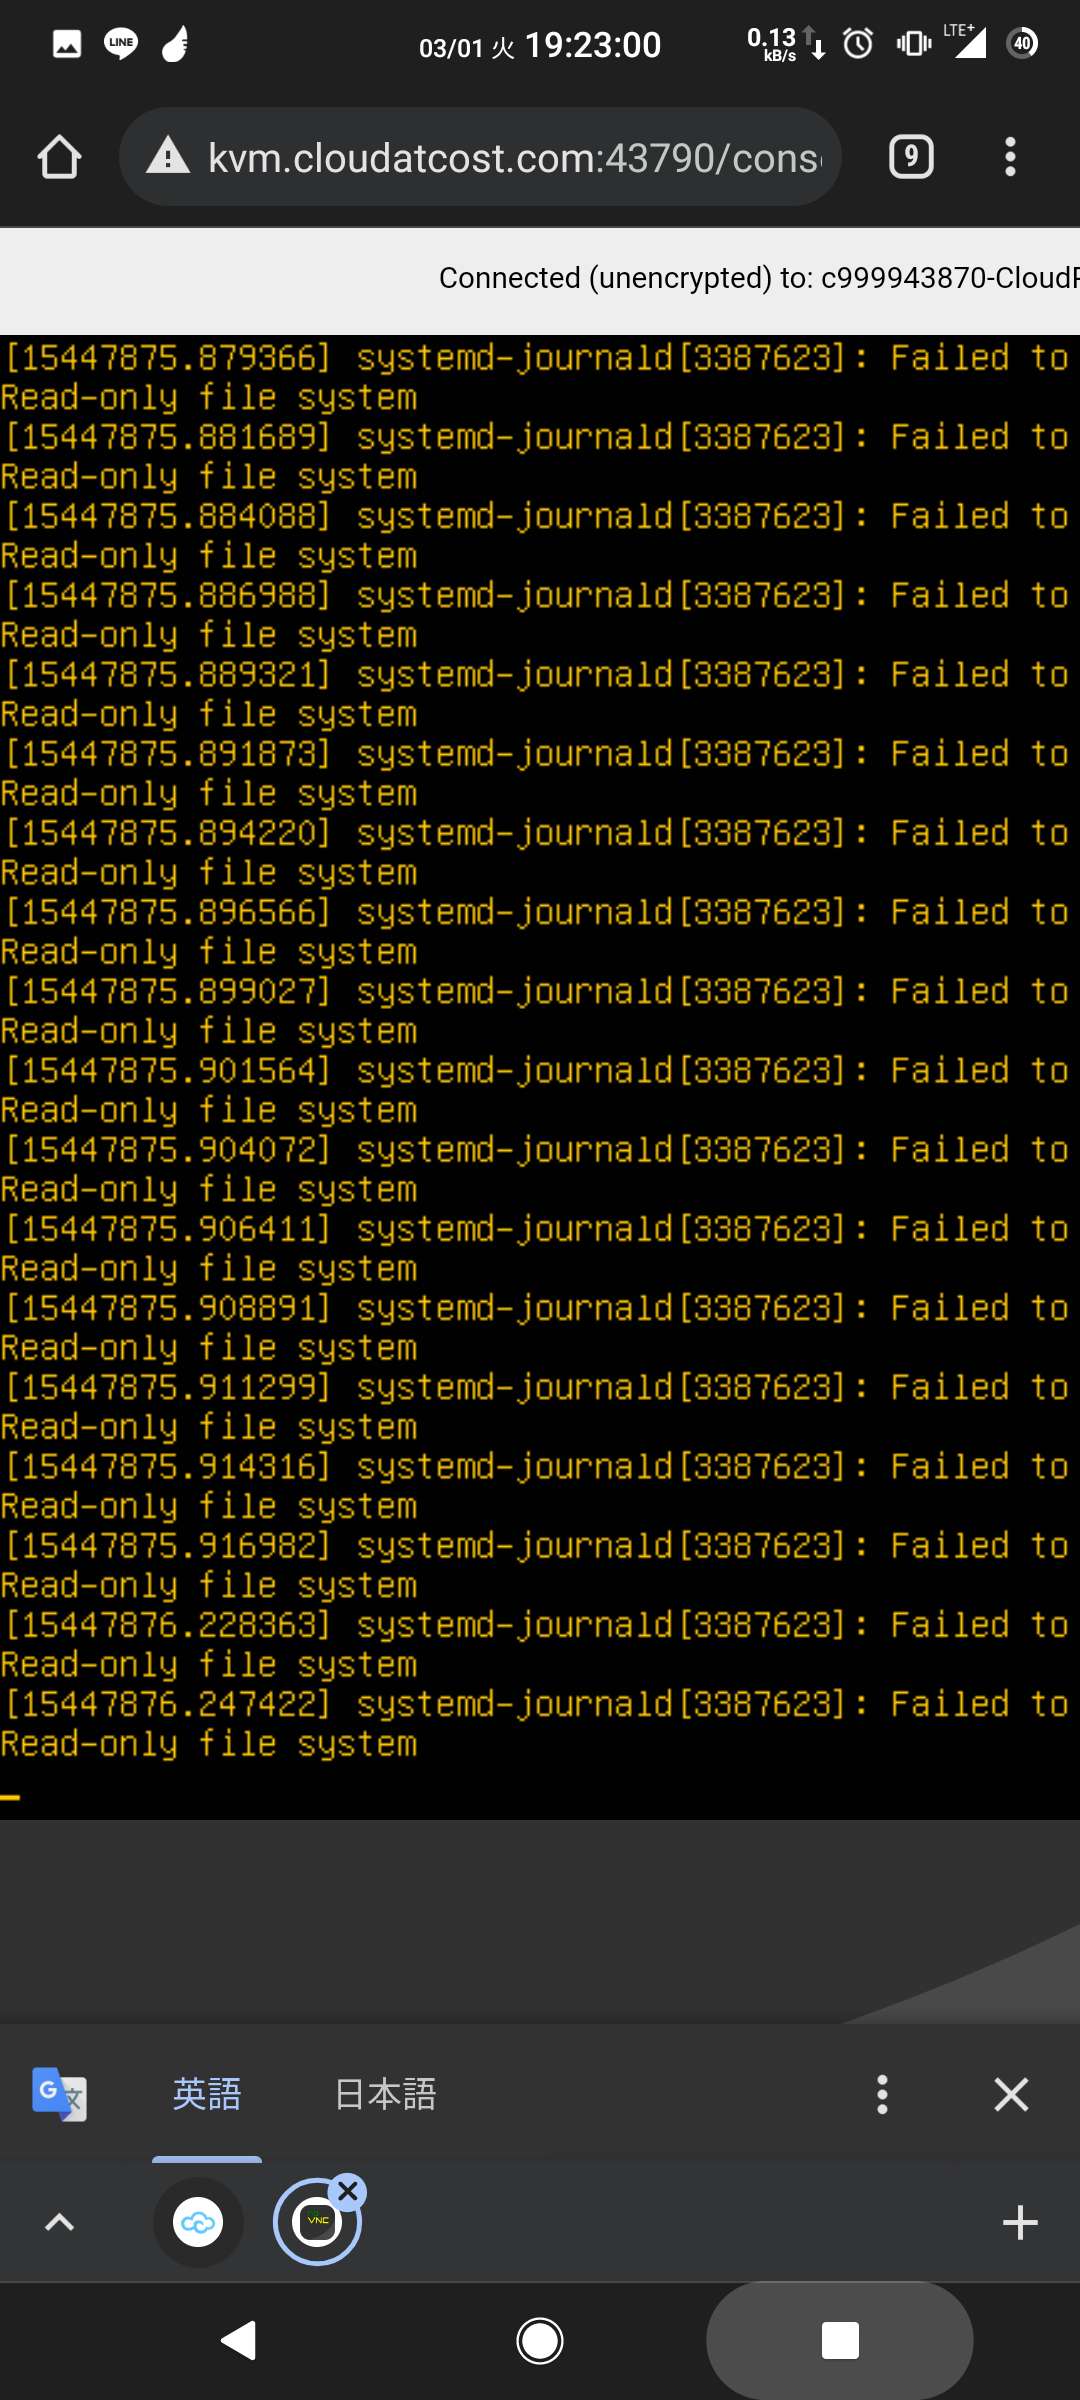 LINE
03/01 火 19:23:00
0.13 kB/s
LTE+
40
kvm.cloudatcost.com:43790/cons
9
Connected (unencrypted) to: c999943870-Cloud
[15447875.879366] systemd-journald[3387623]: Failed to
Read-only file system
[15447875.881689] systemd-journald[3387623]: Failed to
Read-only file system
[15447875.884088] systemd-journald[3387623]: Failed to
Read-only file system
[15447875.886988] systemd-journald[3387623]: Failed to
Read-only file system
[15447875.889321] systemd-journald[3387623]: Failed to
Read-only file system
[15447875.891873] systemd-journald[3387623]: Failed to
Read-only file system
[15447875.894220] systemd-journald[3387623]: Failed to
Read-only file system
[15447875.896566] systemd-journald[3387623]: Failed to
Read-only file system
[15447875.899027] systemd-journald[3387623]: Failed to
Read-only file system
[15447875.901564] systemd-journald[3387623]: Failed to
Read-only file system
[15447875.904072] systemd-journald[3387623]: Failed to
Read-only file system
[15447875.906411] systemd-journald[3387623]: Failed to
Read-only file system
[15447875.908891] systemd-journald[3387623]: Failed to
Read-only file system
[15447875.911299] systemd-journald[3387623]: Failed to
Read-only file system
[15447875.914316] systemd-journald[3387623]: Failed to
Read-only file system
[15447875.916982] systemd-journald[3387623]: Failed to
Read-only file system
[15447876.228363] systemd-journald[3387623]: Failed to
Read-only file system
[15447876.247422] systemd-journald[3387623]: Failed to
Read-only file system
G 文
英語
日本語
VNC